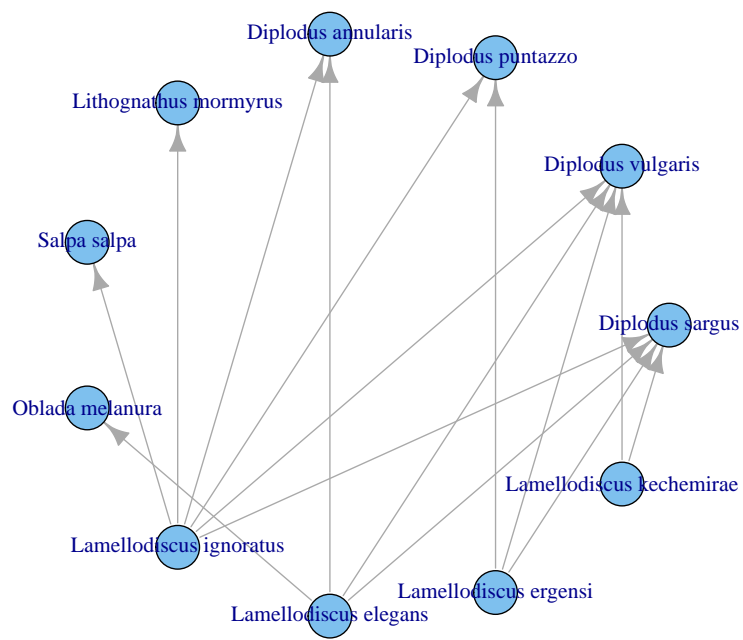 Diplodus annularis
Diplodus puntazzo
Lithognathus mormyrus
Diplodus vulgaris
Salpa salpa
Diplodus sargus
Oblada melanura
Lamellodiscus kechemirae
Lamellodiscus ignoratus
Lamellodiscus ergensi
Lamellodiscus elegans